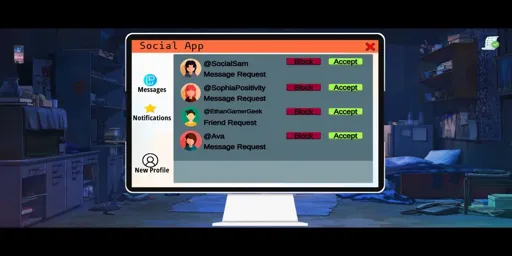 Social App
Messages
Notifications
New Profile
@SocialSam
Message Request
Block
Accept
@SophiaPositivity
Message Request
Block
Accept
@EthanGamerGeek
Friend Request
Block
Accept
@Ava
Message Request
Block
Accept